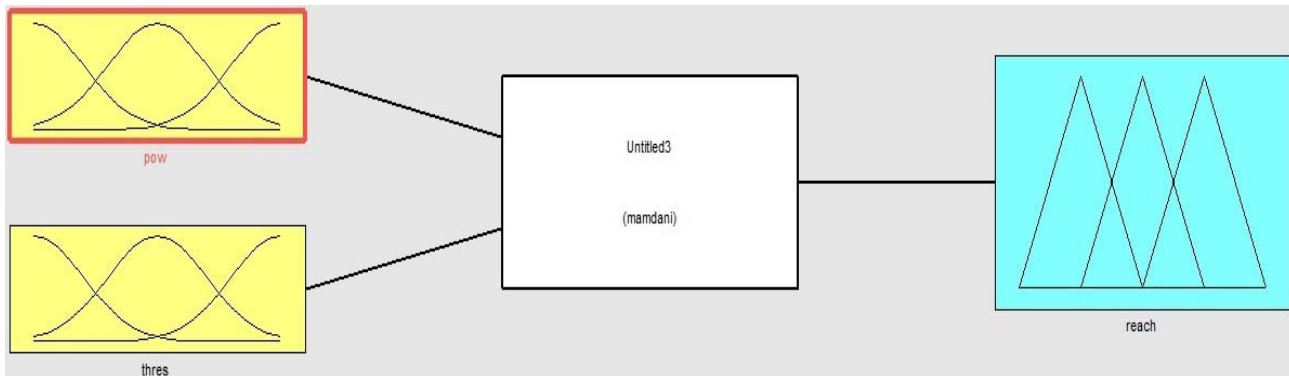 pow
thres
Untitled3
(mamdani)
reach